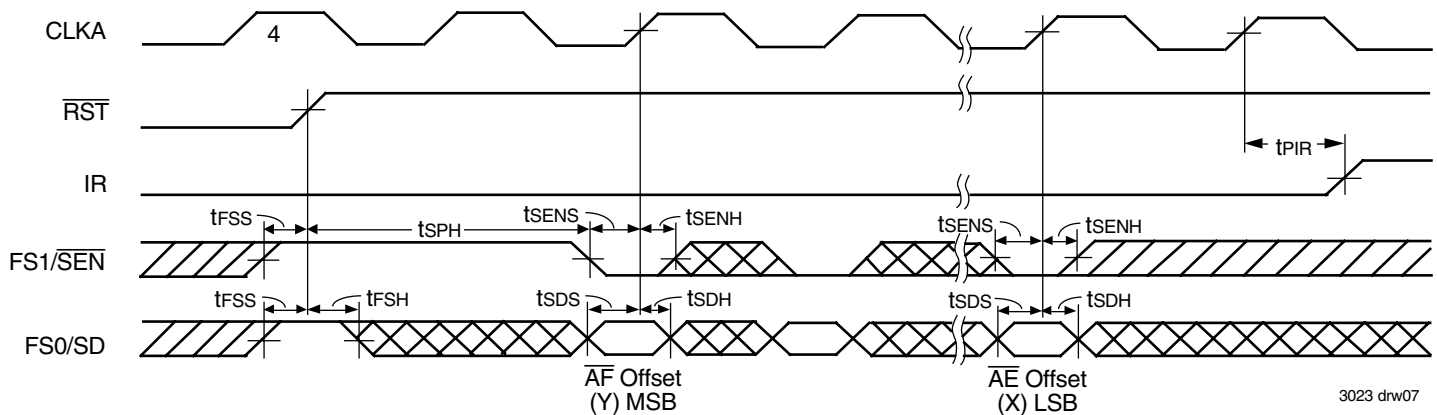 CLKA
4
RST
IR
tPIR
tFSS
tSPH
tSENS
tSENH
tSENS
tSENH
FS1/SEN
tFSS
tFSH
tSDS
tSDH
tSDS
tSDH
FS0/SD
AF Offset
(Y) MSB
AE Offset
(X) LSB
3023 drw07